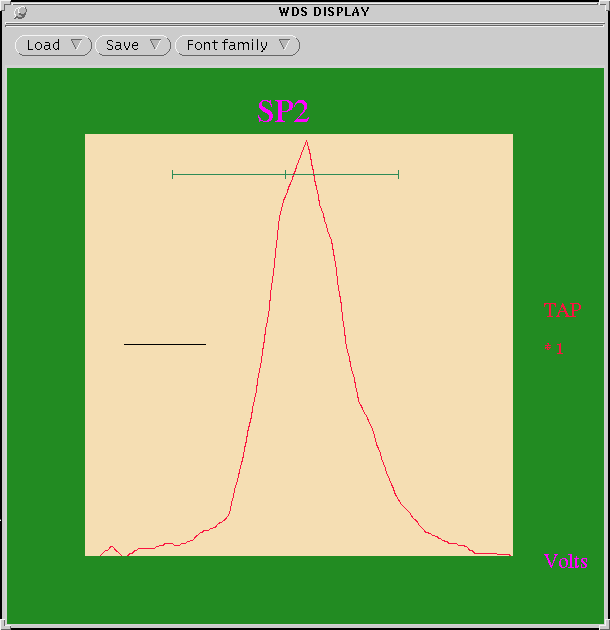 WDS DISPLAY
Load Save Font family
SP2
TAP
Volts